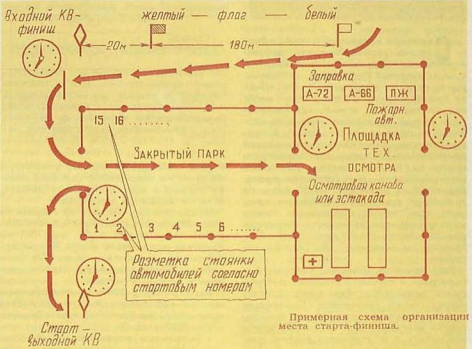 Входной КВ-
финиш
желтый — флаг — белый
20м
180м
Заправка
А-72
А-66
ПЖ
Пожарн.
авт.
15 16 ........
Площадка
тех
осмотра
Закрытый парк
Осмотровая канава
или эстакада
1 2 3 4 5 6 .......
Разметка стоянки
автомобилей согласно
стартовым номерам
Старт-
выходной КВ
Примерная схема организации
места старта-финиша.